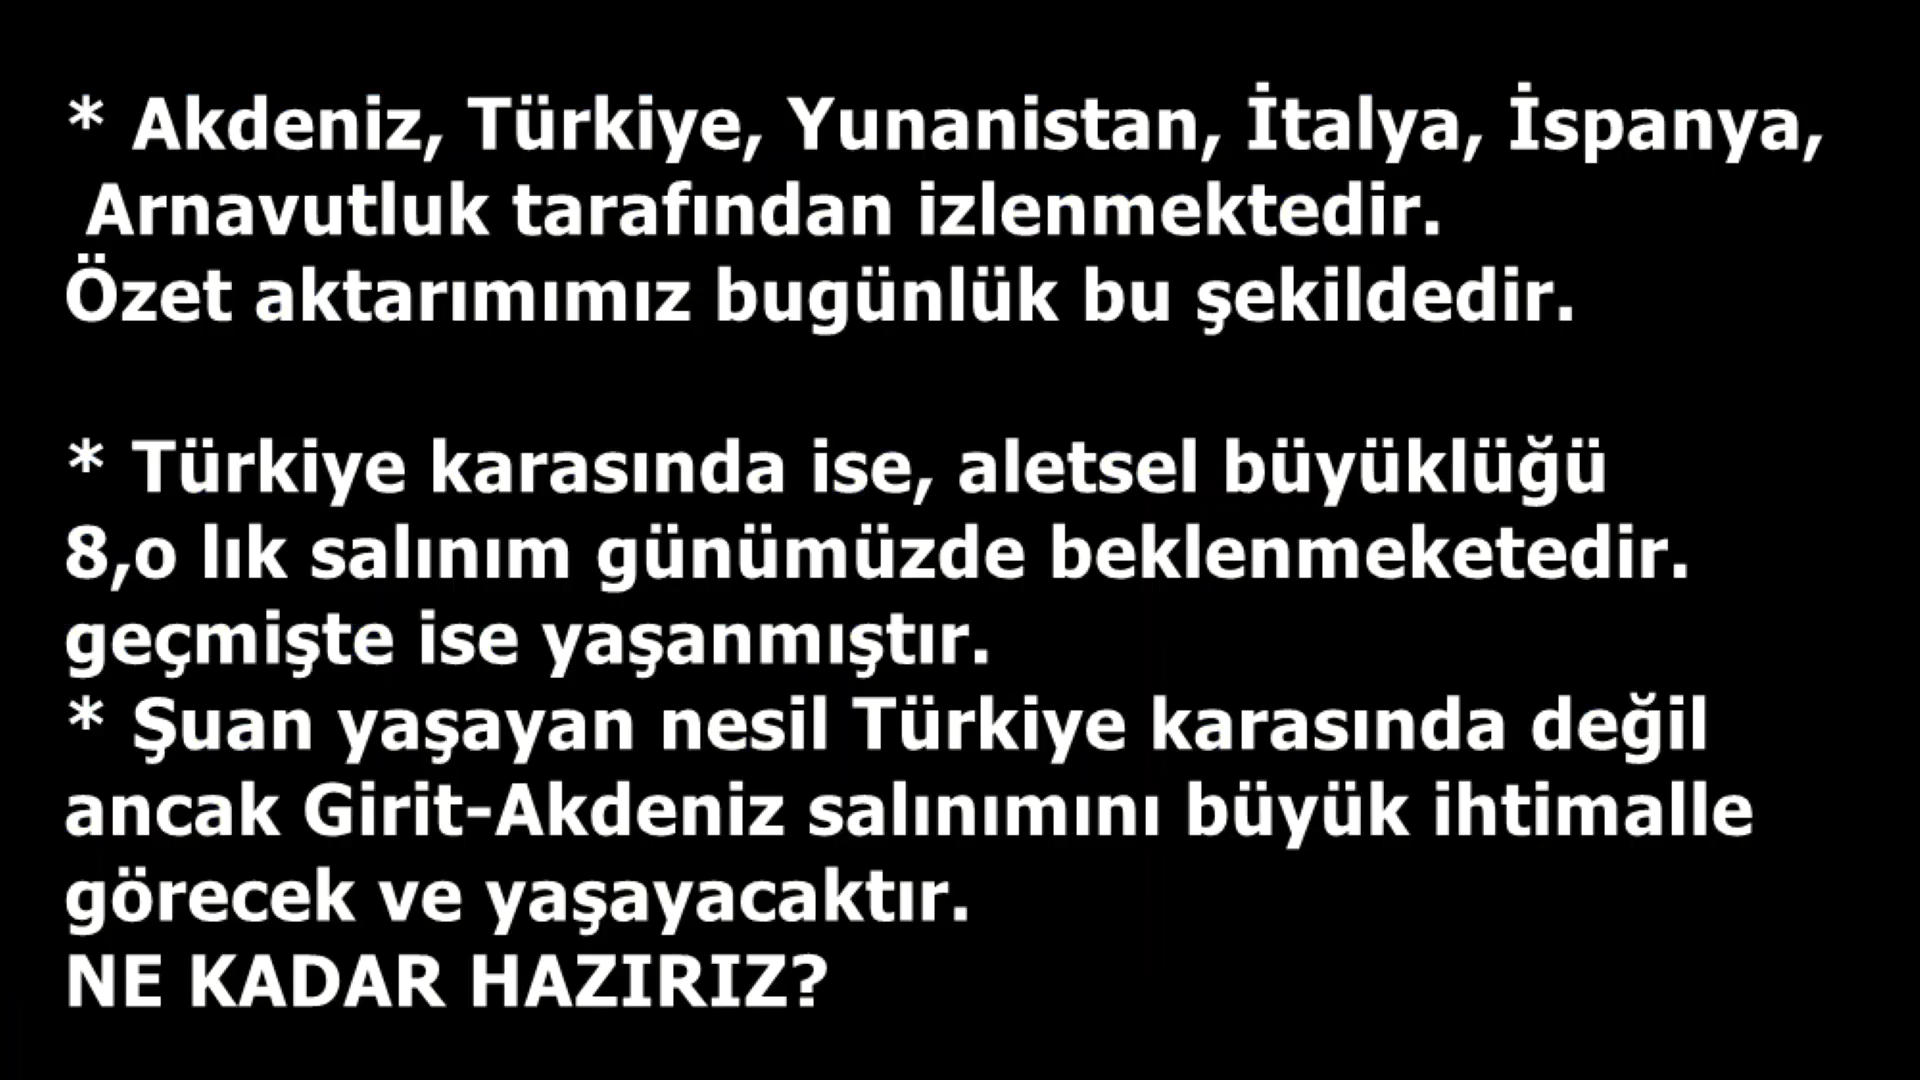 * Akdeniz, Türkiye, Yunanistan, İtalya, İspanya,
Arnavutluk tarafından izlenmektedir.
Özet aktarımımız bugünlük bu şekildedir.
* Türkiye karasında ise, aletsel büyüklüğü
8,o lık salınım günümüzde beklenmeketedir.
geçmişte ise yaşanmıştır.
* Şuan yaşayan nesil Türkiye karasında değil
ancak Girit-Akdeniz salınımını büyük ihtimalle
görecek ve yaşayacaktır.
NE KADAR HAZIRIZ?